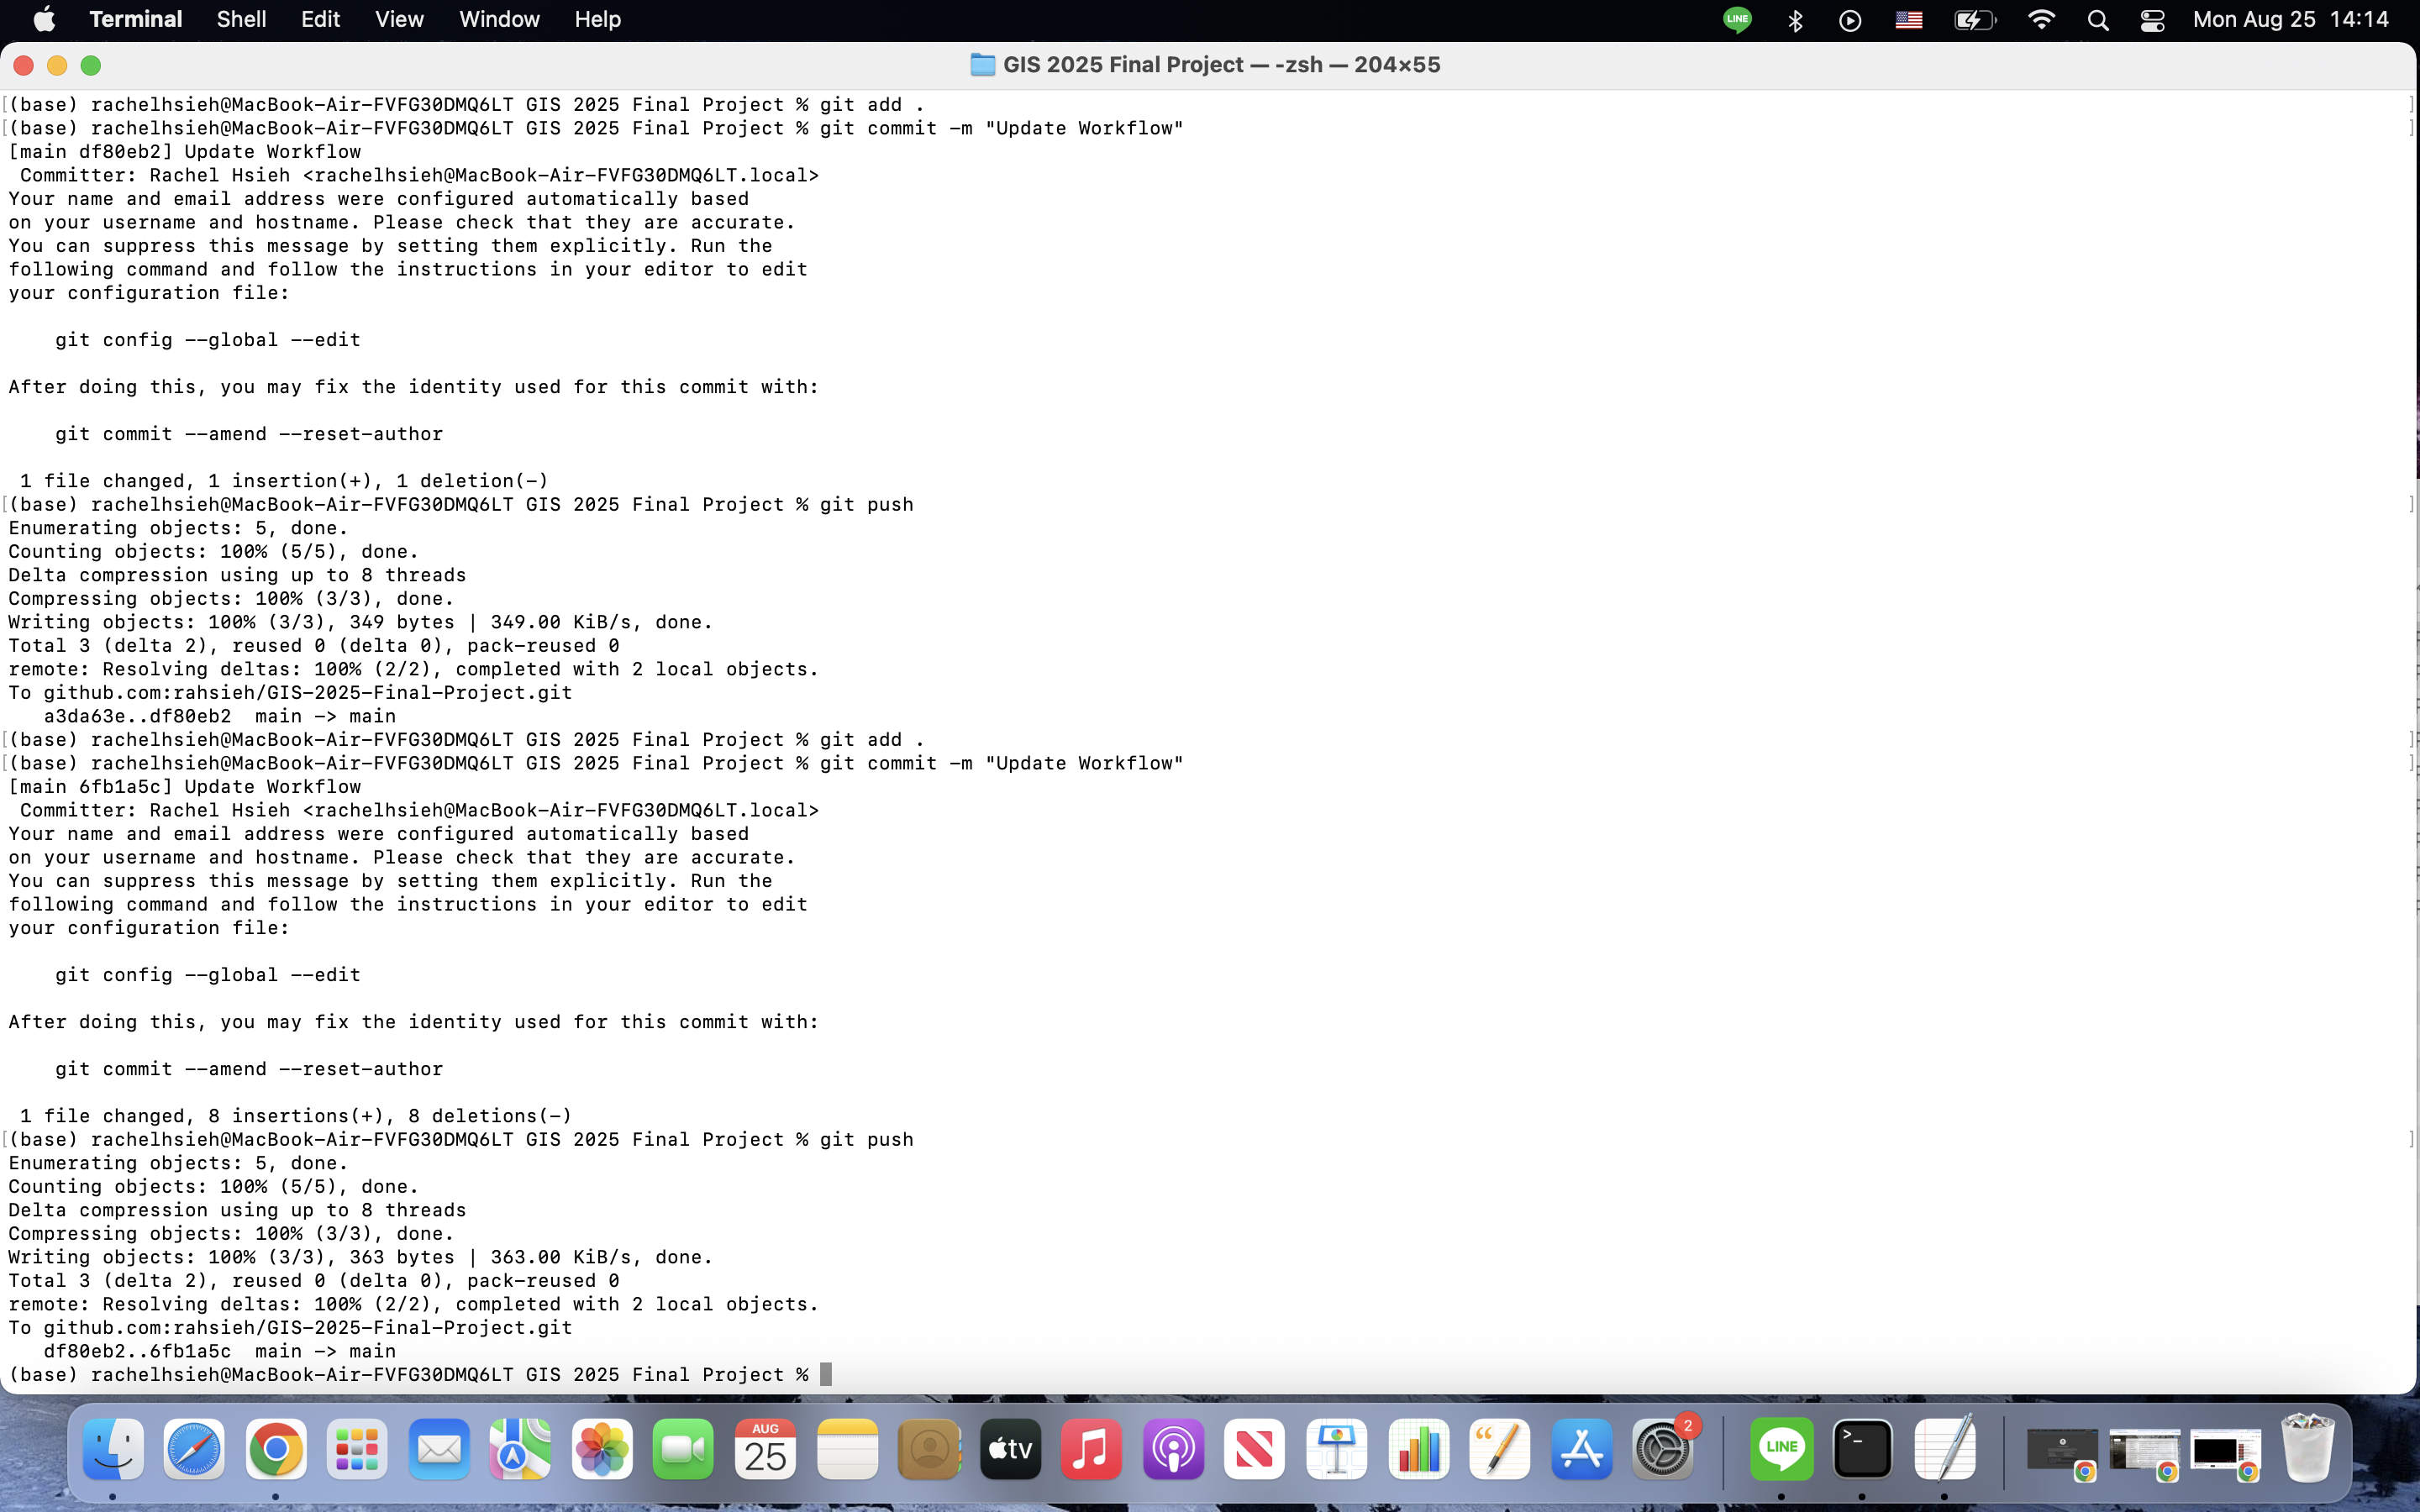 Terminal Shell Edit View Window Help
LINE
Mon Aug 25 14:14
GIS 2025 Final Project — -zsh — 204×55
(base) rachelhsieh@MacBook-Air-FVFG30DMQ6LT GIS 2025 Final Project % git add .
(base) rachelhsieh@MacBook-Air-FVFG30DMQ6LT GIS 2025 Final Project % git commit -m "Update Workflow"
[main df80eb2] Update Workflow
 Committer: Rachel Hsieh <rachelhsieh@MacBook-Air-FVFG30DMQ6LT.local>
Your name and email address were configured automatically based
on your username and hostname. Please check that they are accurate.
You can suppress this message by setting them explicitly. Run the
following command and follow the instructions in your editor to edit
your configuration file:
    git config --global --edit
After doing this, you may fix the identity used for this commit with:
    git commit --amend --reset-author
 1 file changed, 1 insertion(+), 1 deletion(-)
(base) rachelhsieh@MacBook-Air-FVFG30DMQ6LT GIS 2025 Final Project % git push
Enumerating objects: 5, done.
Counting objects: 100% (5/5), done.
Delta compression using up to 8 threads
Compressing objects: 100% (3/3), done.
Writing objects: 100% (3/3), 349 bytes | 349.00 KiB/s, done.
Total 3 (delta 2), reused 0 (delta 0), pack-reused 0
remote: Resolving deltas: 100% (2/2), completed with 2 local objects.
To github.com:rahsieh/GIS-2025-Final-Project.git
   a3da63e..df80eb2  main -> main
(base) rachelhsieh@MacBook-Air-FVFG30DMQ6LT GIS 2025 Final Project % git add .
(base) rachelhsieh@MacBook-Air-FVFG30DMQ6LT GIS 2025 Final Project % git commit -m "Update Workflow"
[main 6fb1a5c] Update Workflow
 Committer: Rachel Hsieh <rachelhsieh@MacBook-Air-FVFG30DMQ6LT.local>
Your name and email address were configured automatically based
on your username and hostname. Please check that they are accurate.
You can suppress this message by setting them explicitly. Run the
following command and follow the instructions in your editor to edit
your configuration file:
    git config --global --edit
After doing this, you may fix the identity used for this commit with:
    git commit --amend --reset-author
 1 file changed, 8 insertions(+), 8 deletions(-)
(base) rachelhsieh@MacBook-Air-FVFG30DMQ6LT GIS 2025 Final Project % git push
Enumerating objects: 5, done.
Counting objects: 100% (5/5), done.
Delta compression using up to 8 threads
Compressing objects: 100% (3/3), done.
Writing objects: 100% (3/3), 363 bytes | 363.00 KiB/s, done.
Total 3 (delta 2), reused 0 (delta 0), pack-reused 0
remote: Resolving deltas: 100% (2/2), completed with 2 local objects.
To github.com:rahsieh/GIS-2025-Final-Project.git
   df80eb2..6fb1a5c  main -> main
(base) rachelhsieh@MacBook-Air-FVFG30DMQ6LT GIS 2025 Final Project %
AUG
25
tv
2
LINE
>_